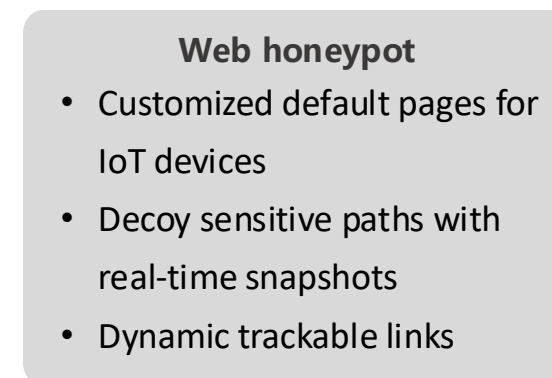 Web honeypot
• Customized default pages for
IoT devices
• Decoy sensitive paths with
real-time snapshots
• Dynamic trackable links